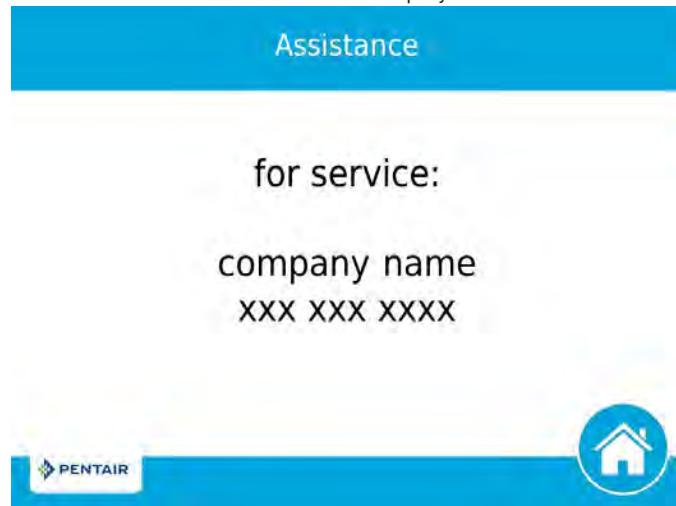 Assistance
for service:
company name
xxx xxx xxxx
PENTAIR